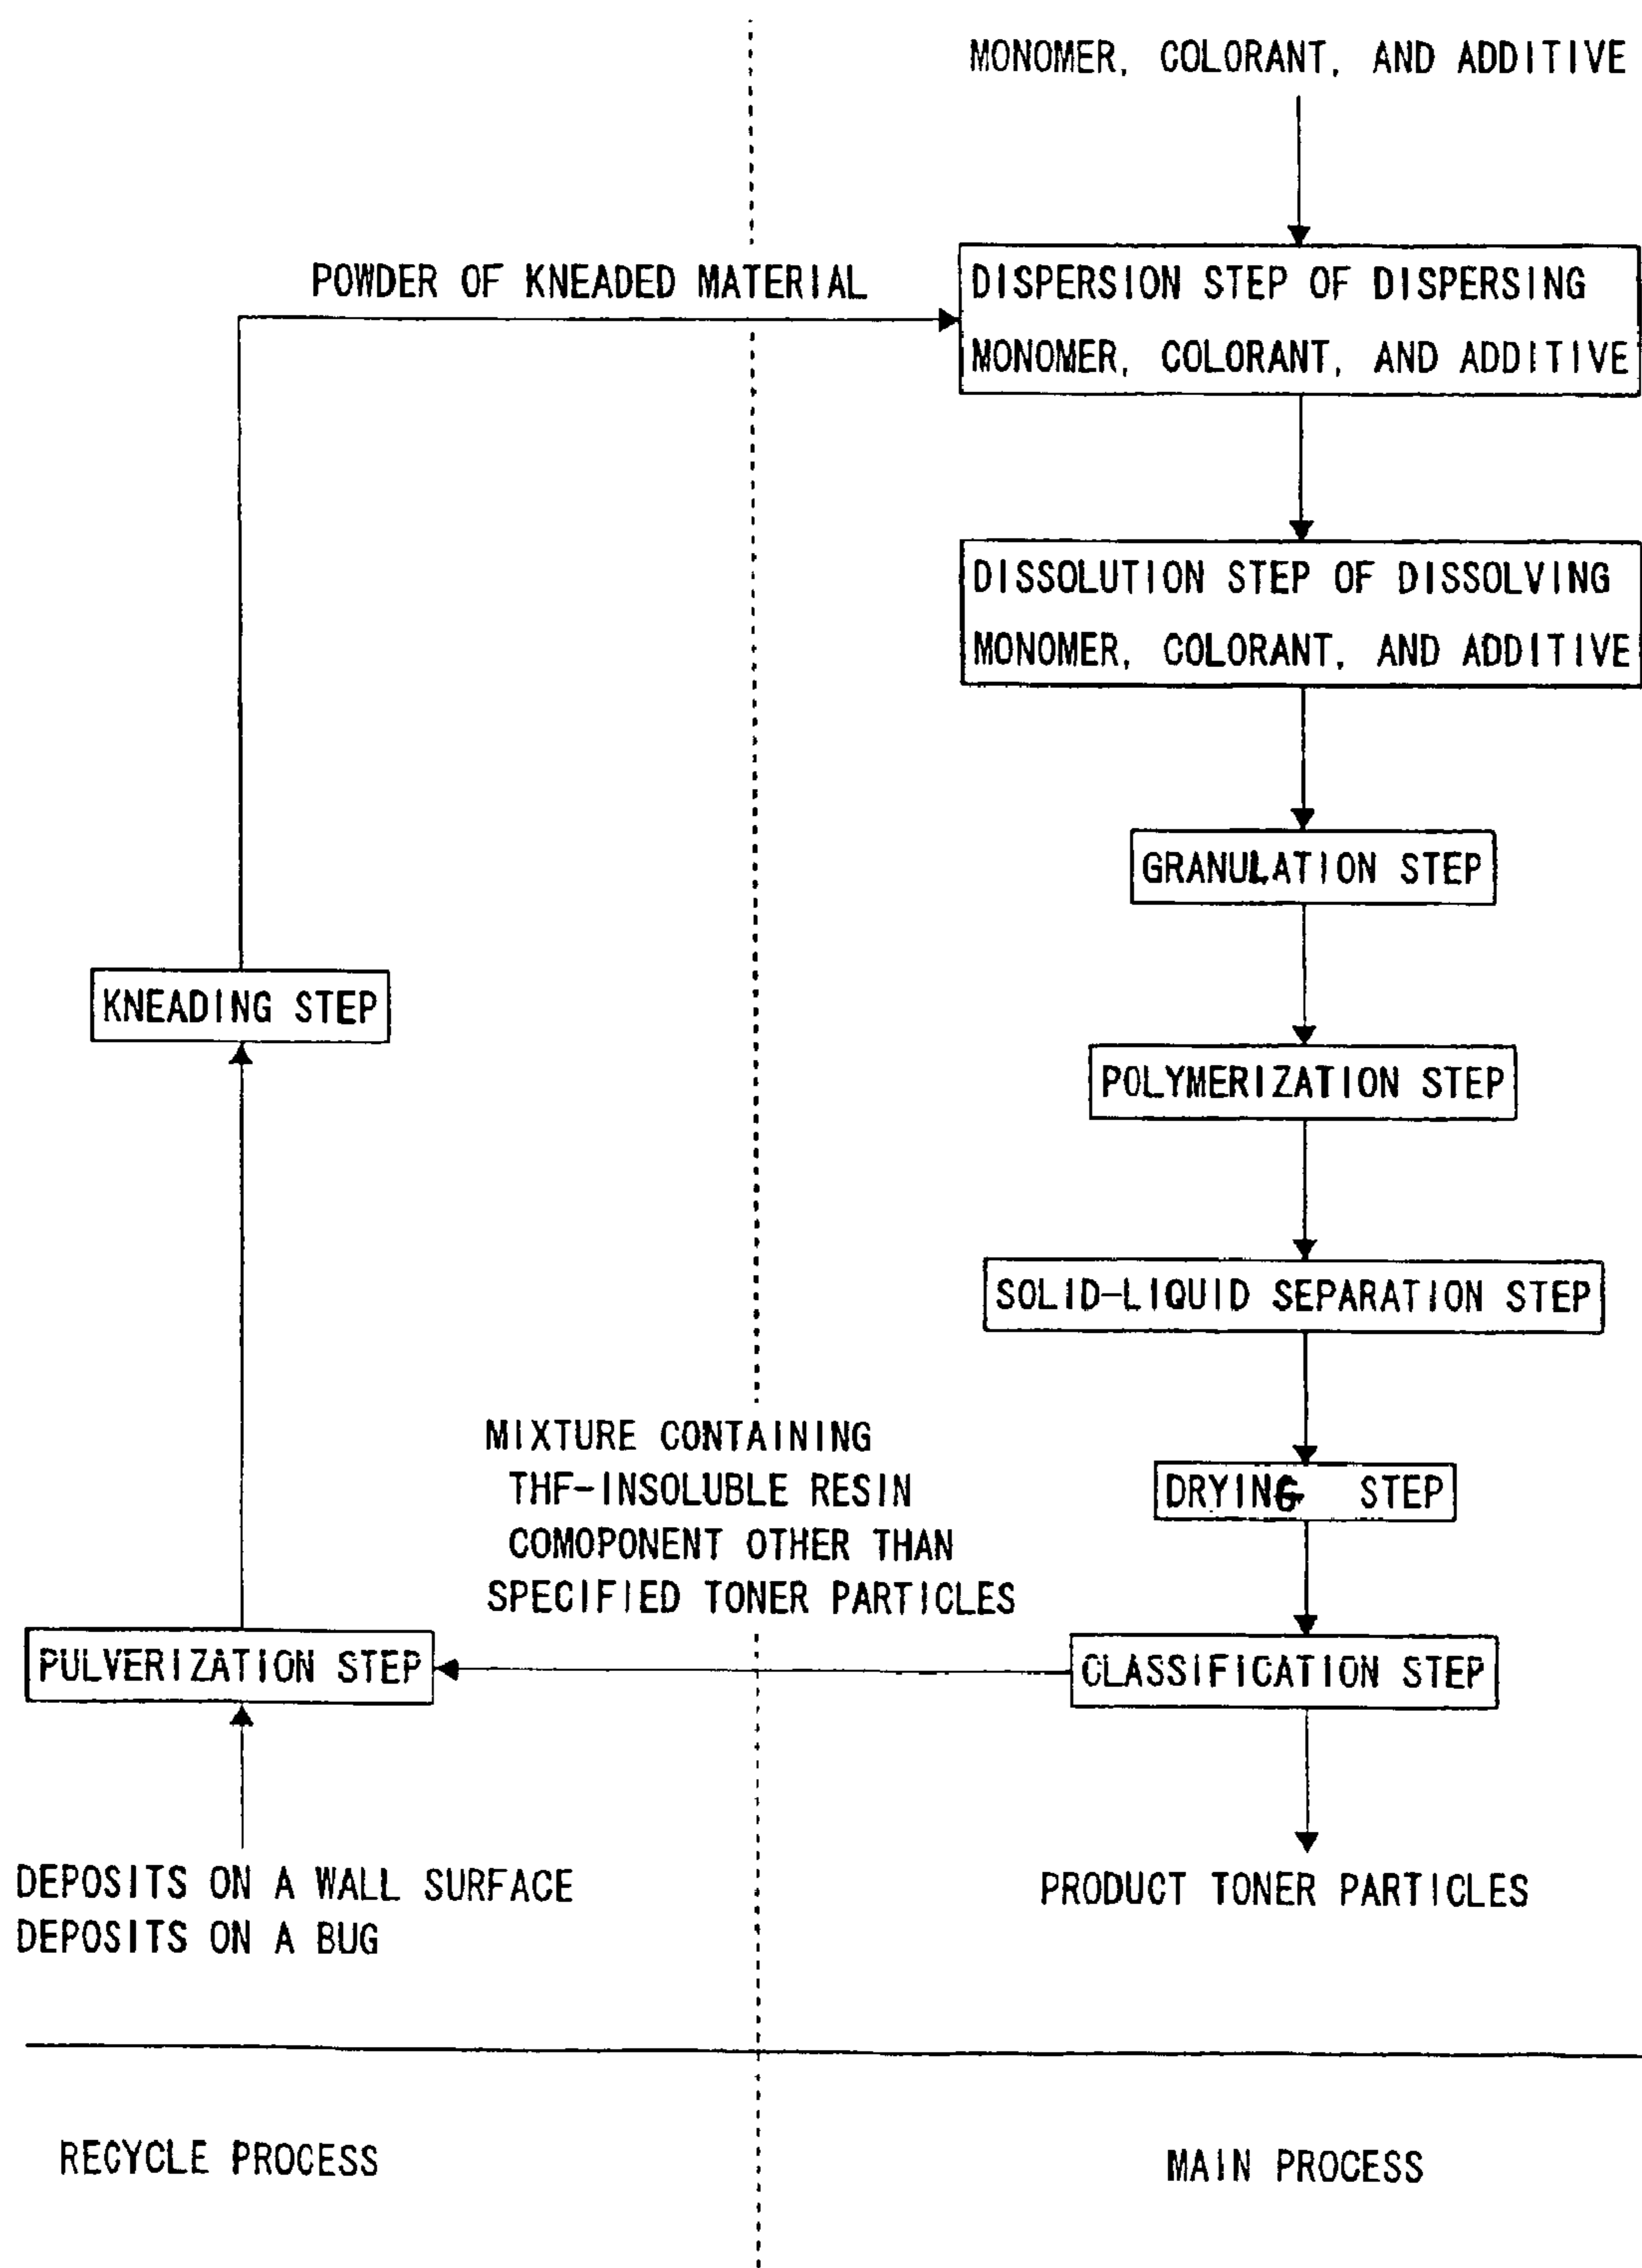 MONOMER, COLORANT, AND ADDITIVE
POWDER OF KNEADED MATERIAL
DISPERSION STEP OF DISPERSING
MONOMER, COLORANT, AND ADDITIVE
DISSOLUTION STEP OF DISSOLVING
MONOMER, COLORANT, AND ADDITIVE
GRANULATION STEP
KNEADING STEP
POLYMERIZATION STEP
SOLID-LIQUID SEPARATION STEP
MIXTURE CONTAINING
THF-INSOLUBLE RESIN
COMOPONENT OTHER THAN
SPECIFIED TONER PARTICLES
DRYING STEP
PULVERIZATION STEP
CLASSIFICATION STEP
DEPOSITS ON A WALL SURFACE
DEPOSITS ON A BUG
PRODUCT TONER PARTICLES
RECYCLE PROCESS
MAIN PROCESS